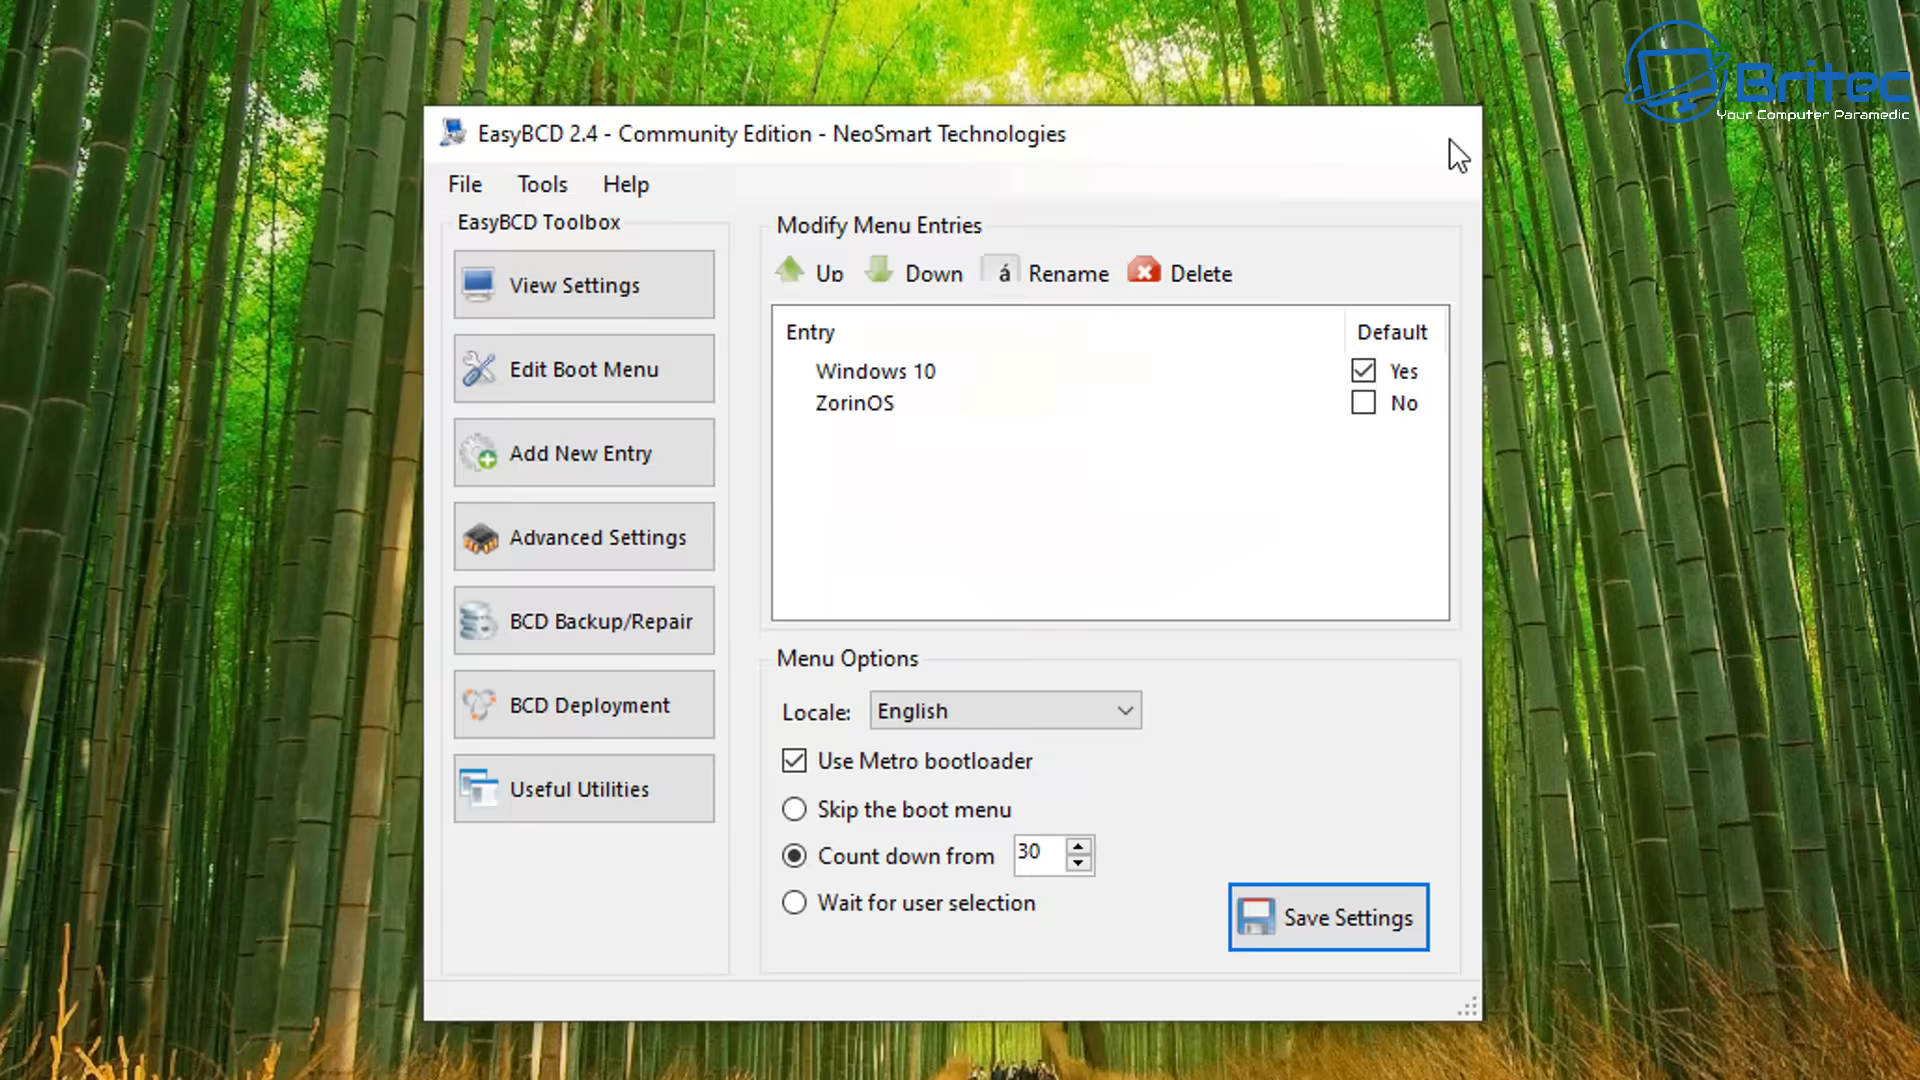 Britec
Your Computer Paramedic
EasyBCD 2.4 - Community Edition - NeoSmart Technologies
File Tools Help
EasyBCD Toolbox
View Settings
Edit Boot Menu
Add New Entry
Advanced Settings
BCD Backup/Repair
BCD Deployment
Useful Utilities
Modify Menu Entries
Up Down á Rename Delete
Entry Default
Windows 10 Yes
ZorinOS No
Menu Options
Locale: English
Use Metro bootloader
Skip the boot menu
Count down from 30
Wait for user selection
Save Settings